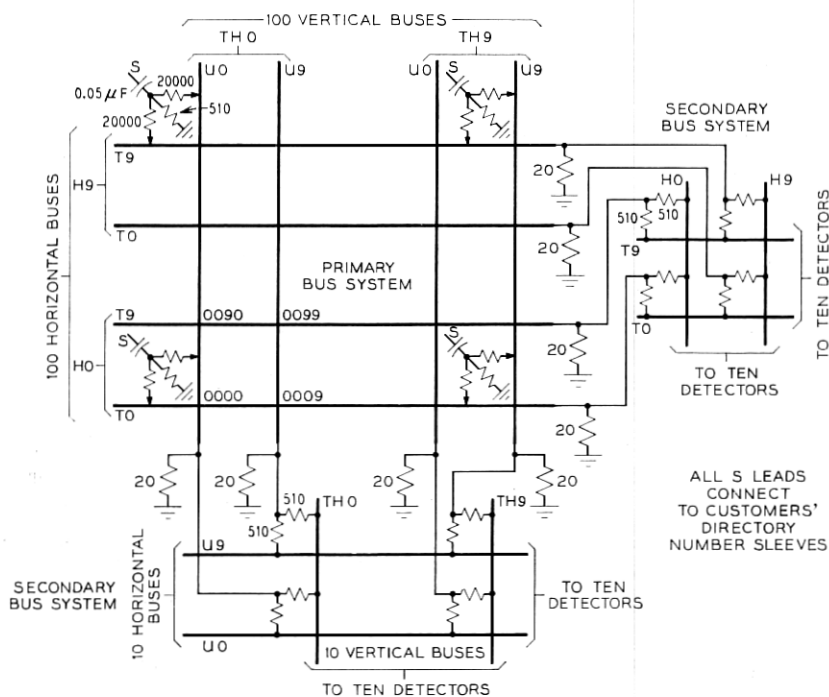 100 VERTICAL BUSES
TH0
TH9
U0
U9
U0
U9
S
20000
0.05 μF
510
20000
S
SECONDARY
BUS SYSTEM
T9
H9
20
H0
H9
510
510
T0
T9
20
100 HORIZONTAL BUSES
PRIMARY
BUS SYSTEM
TO TEN DETECTORS
T9
0090
0099
T0
S
S
20
H0
TO TEN
DETECTORS
T0
0000
0009
20
20
20
20
20
ALL S LEADS
CONNECT
TO CUSTOMERS'
DIRECTORY
NUMBER SLEEVES
510
TH0
TH9
510
U9
SECONDARY
BUS SYSTEM
10 HORIZONTAL
BUSES
TO TEN
DETECTORS
U0
10 VERTICAL BUSES
TO TEN DETECTORS